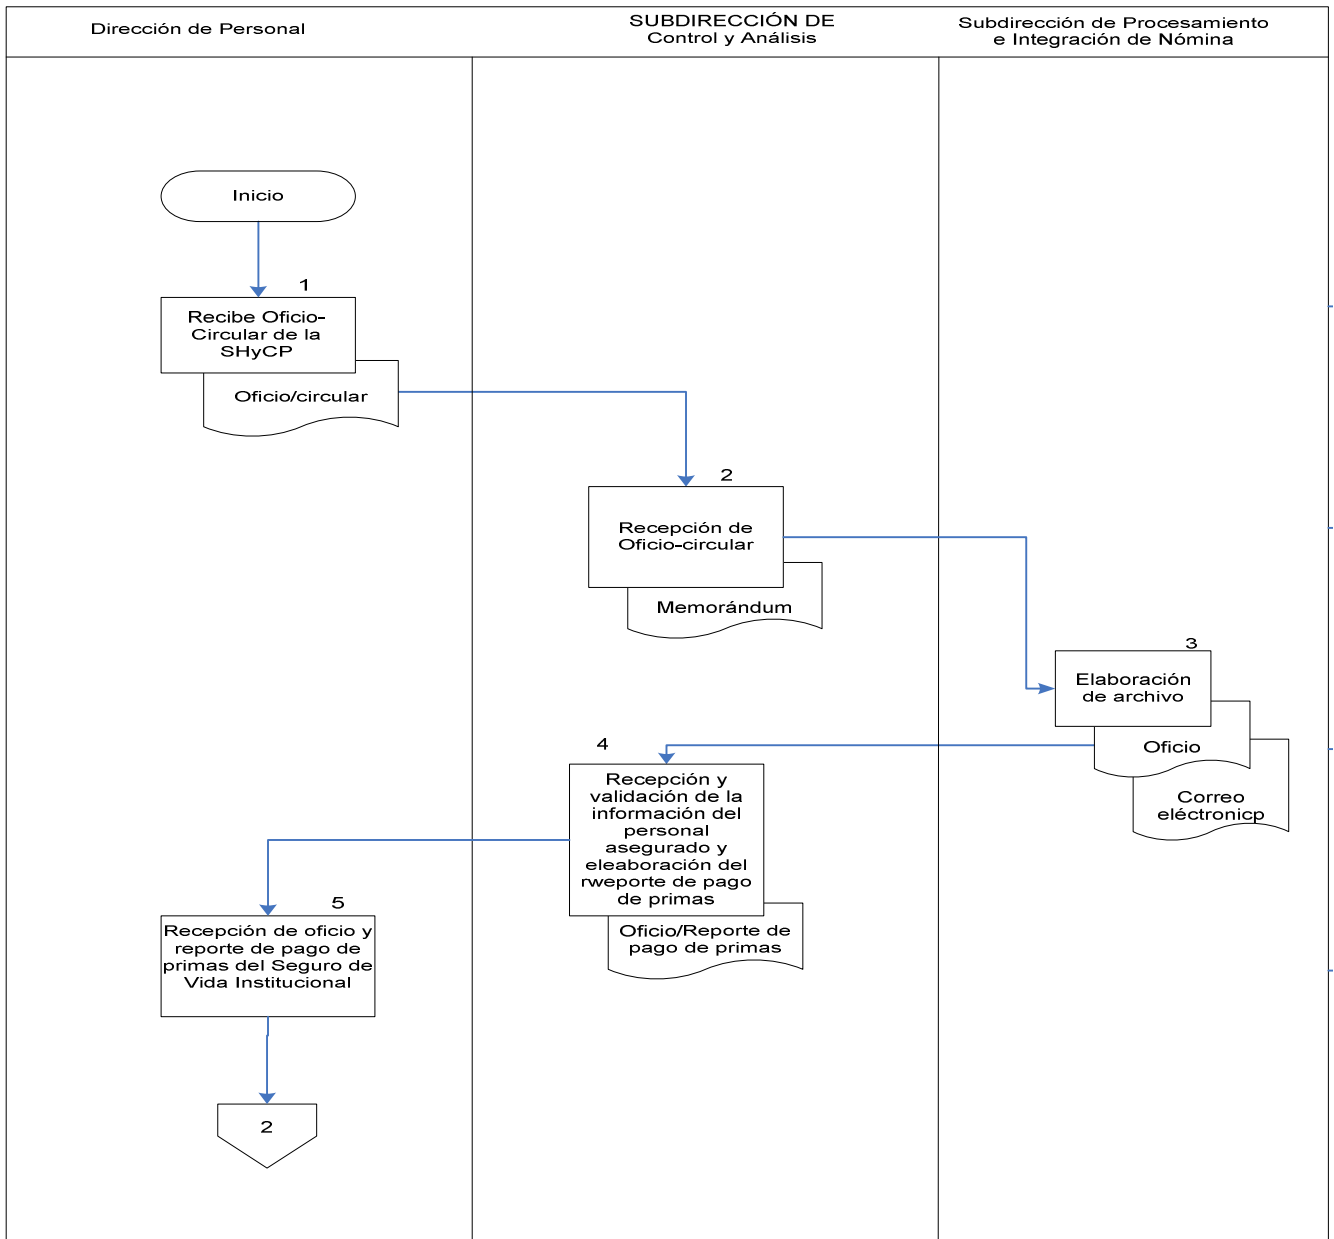 Dirección de Personal
SUBDIRECCIÓN DE
Control y Análisis
Subdirección de Procesamiento
e Integración de Nómina
Inicio
1
Recibe Oficio-
Circular de la
SHyCP
Oficio/circular
2
Recepción de
Oficio-circular
Memorándum
3
Elaboración
de archivo
Oficio
Correo
eléctronicp
4
Recepción y
validación de la
información del
personal
asegurado y
eleaboración del
rweporte de pago
de primas
Oficio/Reporte de
pago de primas
5
Recepción de oficio y
reporte de pago de
primas del Seguro de
Vida Institucional
2